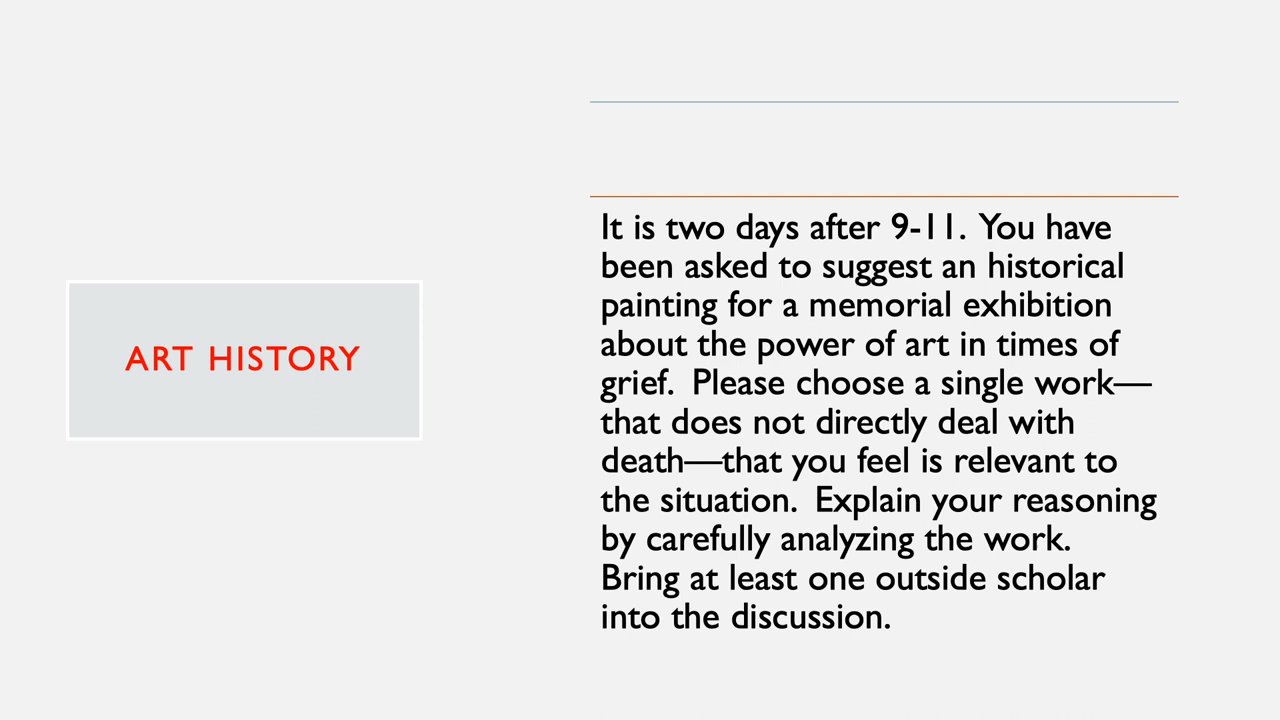 ART HISTORY
It is two days after 9-11.  You have
been asked to suggest an historical
painting for a memorial exhibition
about the power of art in times of
grief.  Please choose a single work—
that does not directly deal with
death—that you feel is relevant to
the situation.  Explain your reasoning
by carefully analyzing the work.
Bring at least one outside scholar
into the discussion.